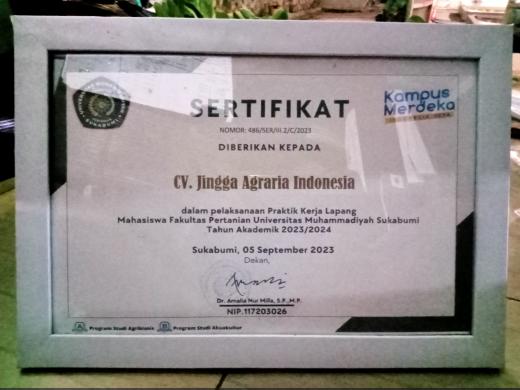 SERTIFIKAT
Kampus
Merdeka
NOMOR: 486/SER/III.2/C/2023
DIBERIKAN KEPADA
CV. Jingga Agraria Indonesia
dalam pelaksanaan Praktik Kerja Lapang
Mahasiswa Fakultas Pertanian Universitas Muhammadiyah Sukabumi
Tahun Akademik 2023/2024
Sukabumi, 05 September 2023
Dekan,
Dr. Amalia Nur Milla, S.P.,M.P.
NIP.117203026
Program Studi Agribisnis
Program Studi Akuakultur